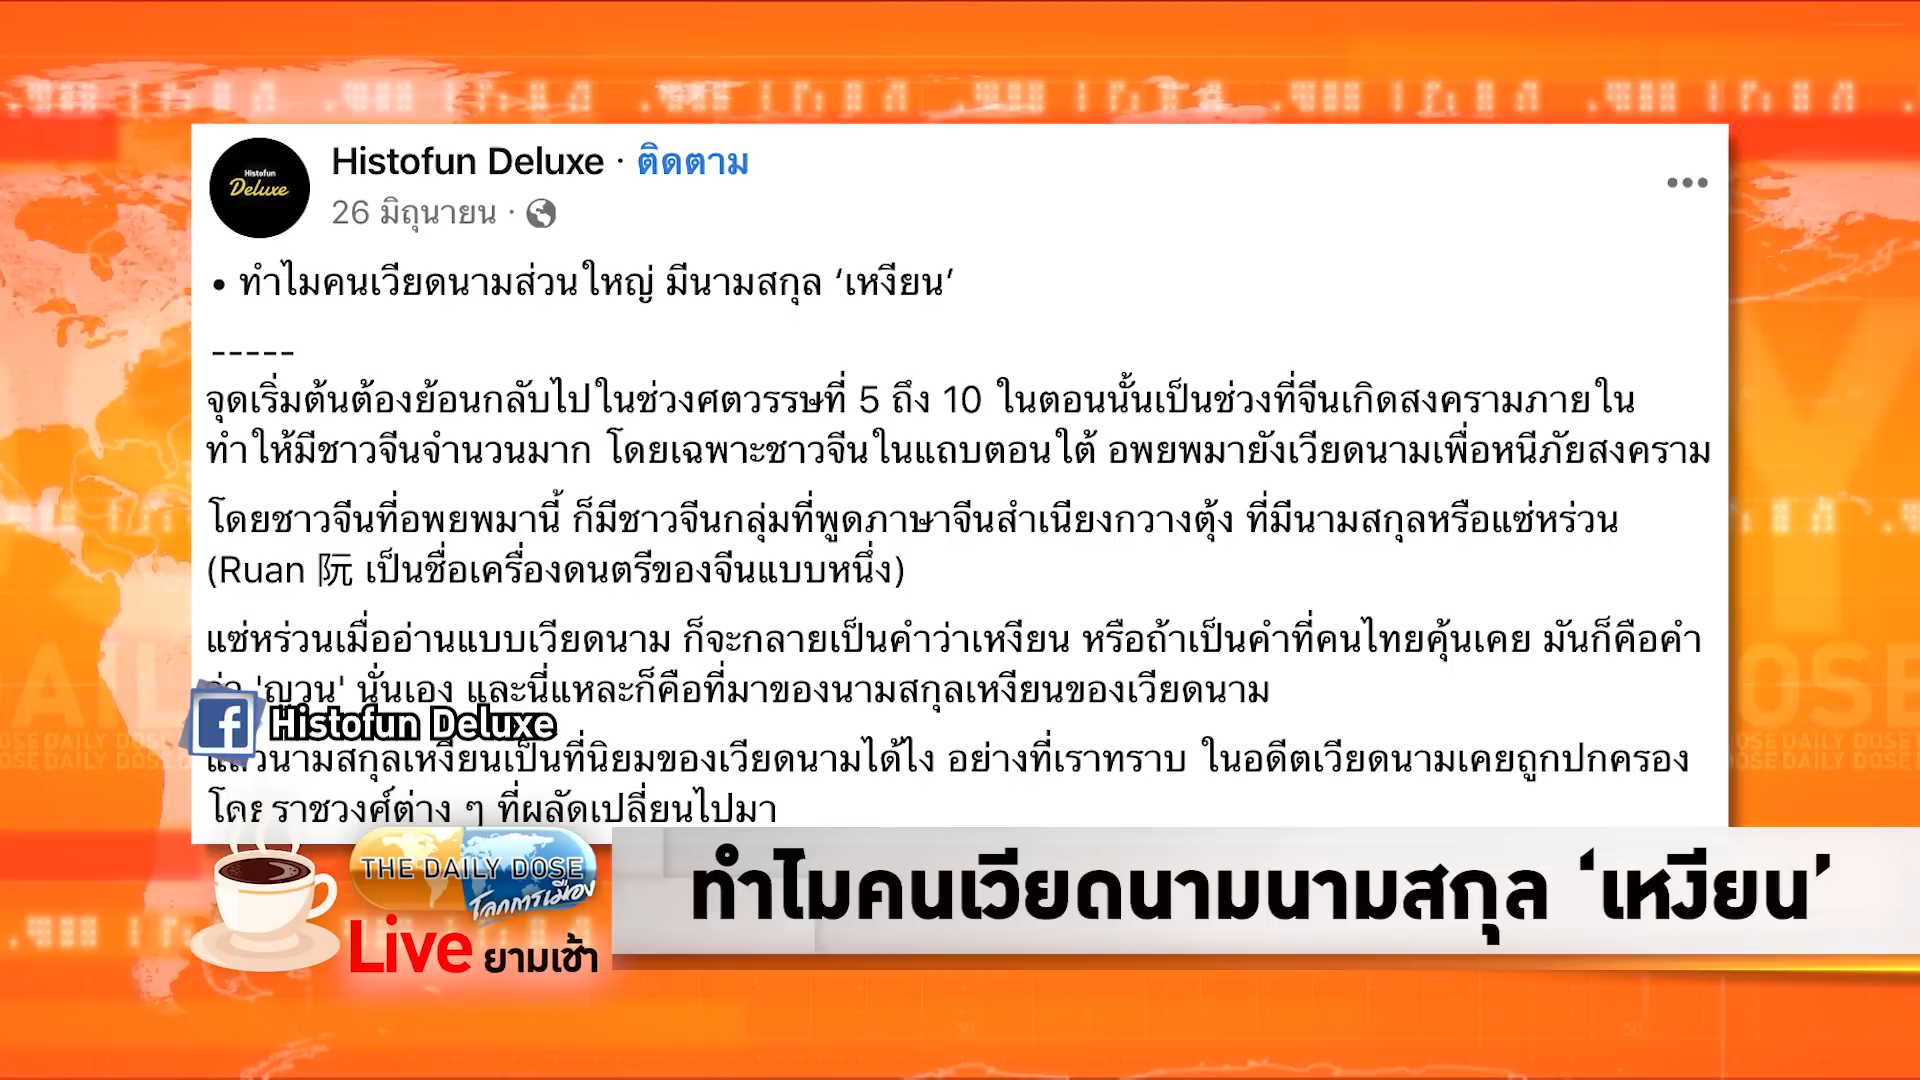 Histofun Deluxe · ติดตาม
26 มิถุนายน ·
Histofun Deluxe
• ทำไมคนเวียดนามส่วนใหญ่ มีนามสกุล ‘เหงียน’
-----
จุดเริ่มต้นต้องย้อนกลับไปในช่วงศตวรรษที่ 5 ถึง 10 ในตอนนั้นเป็นช่วงที่จีนเกิดสงครามภายใน
ทำให้มีชาวจีนจำนวนมาก โดยเฉพาะชาวจีนในแถบตอนใต้ อพยพมายังเวียดนามเพื่อหนีภัยสงคราม
โดยชาวจีนที่อพยพมานี้ ก็มีชาวจีนกลุ่มที่พูดภาษาจีนสำเนียงกวางตุ้ง ที่มีนามสกุลหรือแซ่หร่วน
(Ruan 阮 เป็นชื่อเครื่องดนตรีของจีนแบบหนึ่ง)
แซ่หร่วนเมื่ออ่านแบบเวียดนาม ก็จะกลายเป็นคำว่าเหงียน หรือถ้าเป็นคำที่คนไทยคุ้นเคย มันก็คือคำ
ว่า 'ญวน' นั่นเอง และนี่แหละก็คือที่มาของนามสกุลเหงียนของเวียดนาม
Histofun Deluxe
แล้วนามสกุลเหงียนเป็นที่นิยมของเวียดนามได้ไง อย่างที่เราทราบ ในอดีตเวียดนามเคยถูกปกครอง
โดยราชวงศ์ต่าง ๆ ที่ผลัดเปลี่ยนไปมา
THE DAILY DOSE
โลกการเมือง
Live ยามเช้า
ทำไมคนเวียดนามนามสกุล ‘เหงียน’